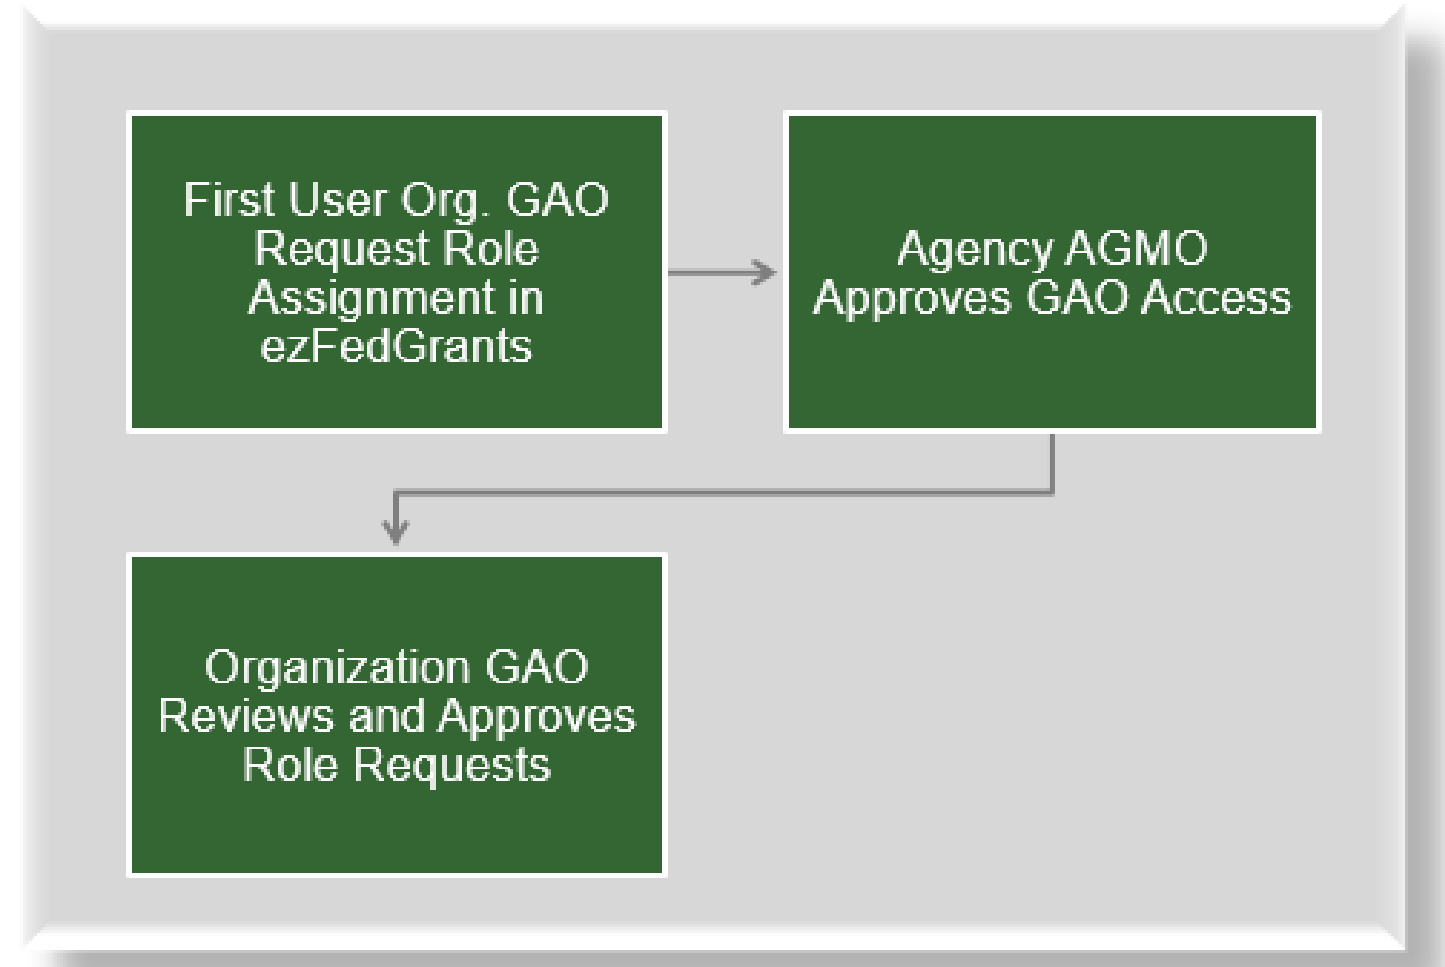 First User Org. GAO
Request Role
Assignment in
ezFedGrants
Agency AGMO
Approves GAO Access
Organization GAO
Reviews and Approves
Role Requests